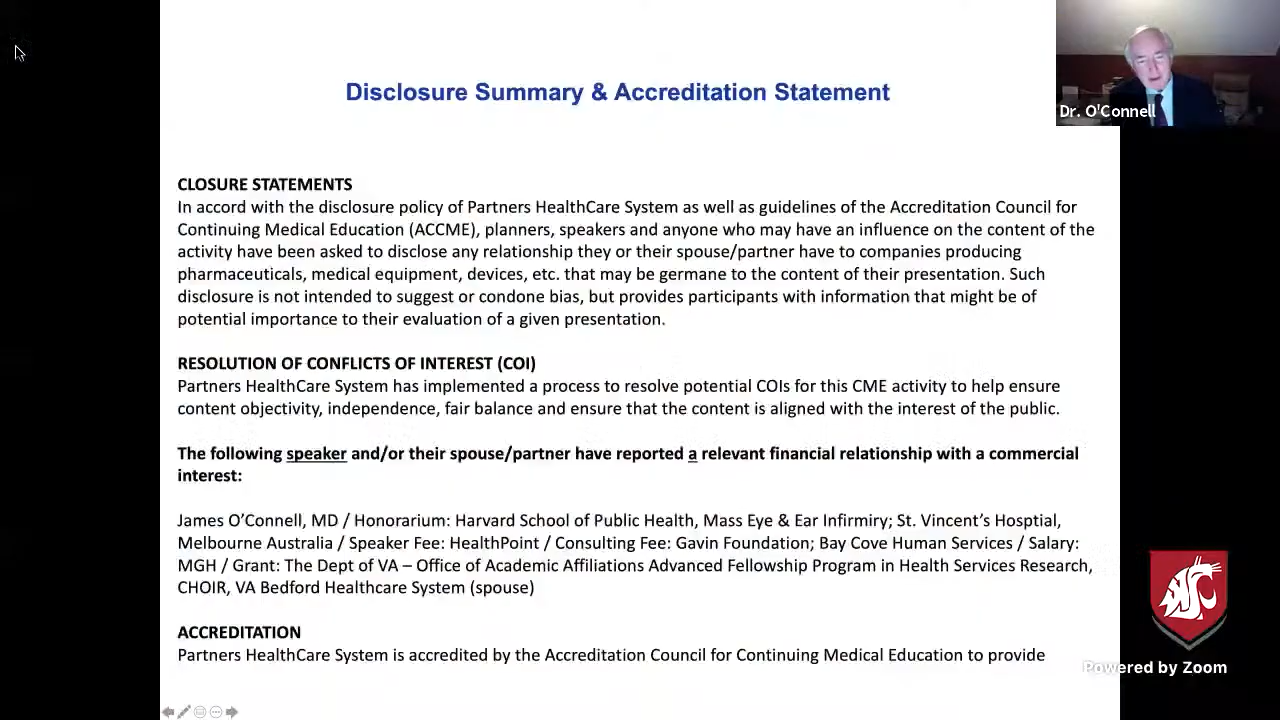 Disclosure Summary & Accreditation Statement
Dr. O'Connell
CLOSURE STATEMENTS
In accord with the disclosure policy of Partners HealthCare System as well as guidelines of the Accreditation Council for
Continuing Medical Education (ACCME), planners, speakers and anyone who may have an influence on the content of the
activity have been asked to disclose any relationship they or their spouse/partner have to companies producing
pharmaceuticals, medical equipment, devices, etc. that may be germane to the content of their presentation. Such
disclosure is not intended to suggest or condone bias, but provides participants with information that might be of
potential importance to their evaluation of a given presentation.
RESOLUTION OF CONFLICTS OF INTEREST (COI)
Partners HealthCare System has implemented a process to resolve potential COIs for this CME activity to help ensure
content objectivity, independence, fair balance and ensure that the content is aligned with the interest of the public.
The following speaker and/or their spouse/partner have reported a relevant financial relationship with a commercial
interest:
James O’Connell, MD / Honorarium: Harvard School of Public Health, Mass Eye & Ear Infirmiry; St. Vincent’s Hosptial,
Melbourne Australia / Speaker Fee: HealthPoint / Consulting Fee: Gavin Foundation; Bay Cove Human Services / Salary:
MGH / Grant: The Dept of VA – Office of Academic Affiliations Advanced Fellowship Program in Health Services Research,
CHOIR, VA Bedford Healthcare System (spouse)
ACCREDITATION
Partners HealthCare System is accredited by the Accreditation Council for Continuing Medical Education to provide
Powered by Zoom